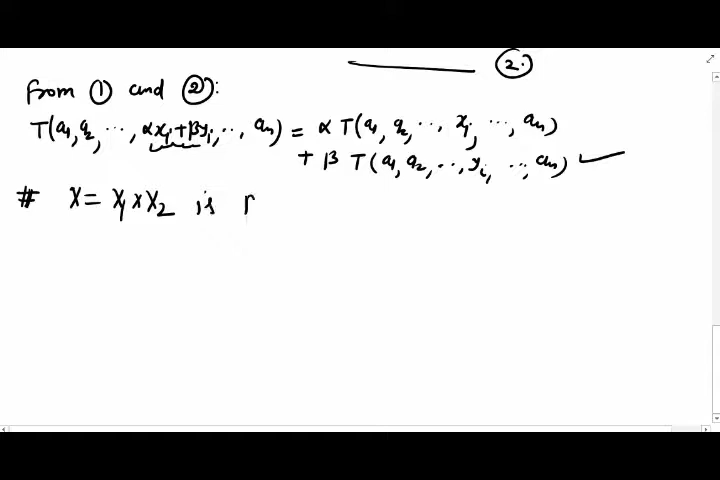 ②.
from ① and ②:
T(a₁, a₂, ⋯, αxᵢ + βyᵢ, ⋯, aₙ) = α T(a₁, a₂, ⋯, xᵢ, ⋯, aₙ)
+ β T(a₁, a₂, ⋯, yᵢ, ⋯, aₙ)
# X = X₁ × X₂ is r